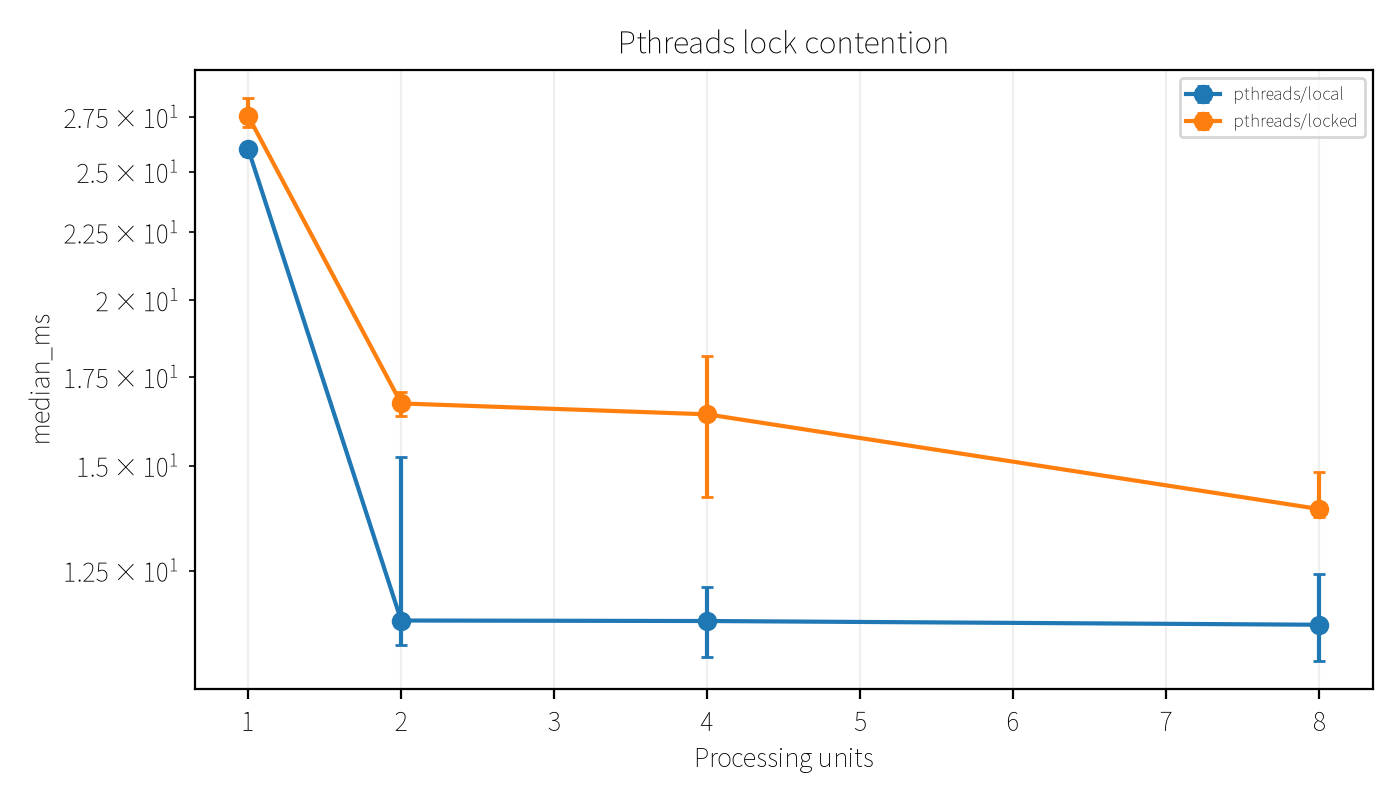 Pthreads lock contention
pthreads/local
pthreads/locked
2.75 × 10¹
2.5 × 10¹
2.25 × 10¹
2 × 10¹
1.75 × 10¹
1.5 × 10¹
1.25 × 10¹
median_ms
1 2 3 4 5 6 7 8
Processing units